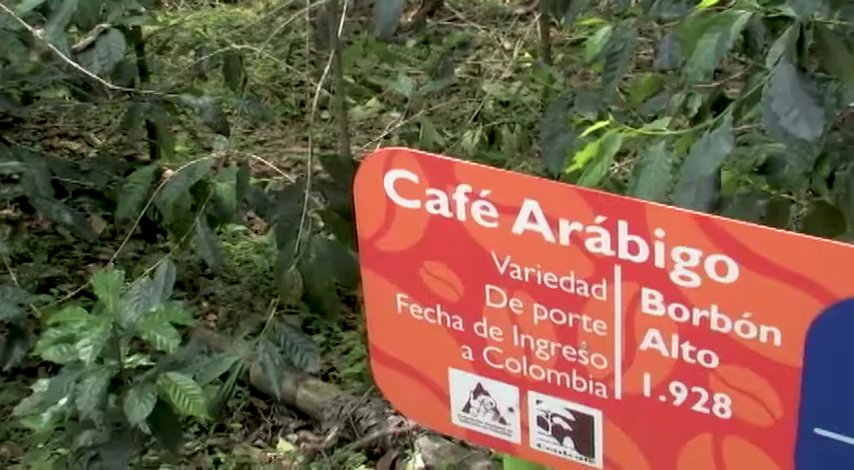 Café Arábigo
Variedad Borbón
De porte Alto
Fecha de Ingreso
a Colombia 1.928